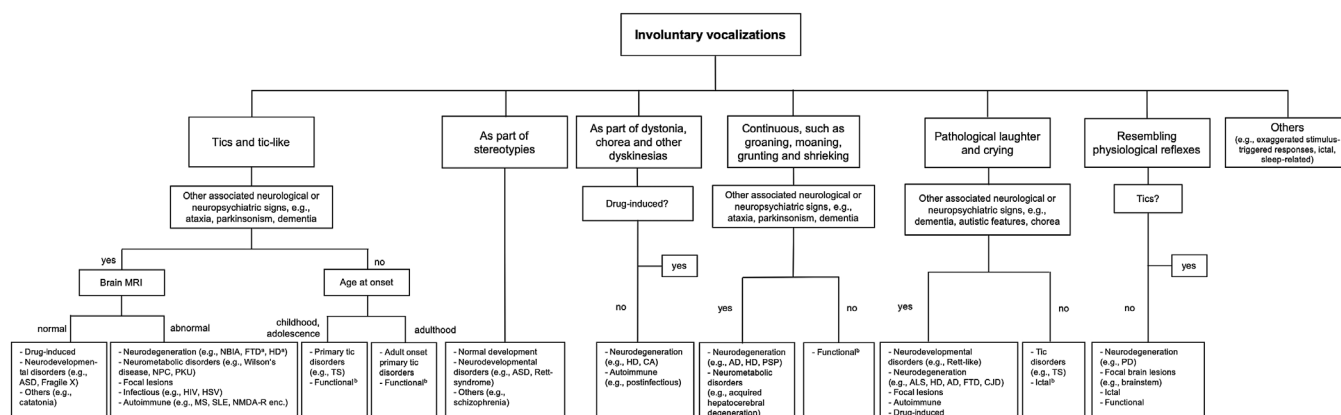 Involuntary vocalizations
Tics and tic-like
As part of
stereotypies
As part of dystonia,
chorea and other
dyskinesias
Continuous, such as
groaning, moaning,
grunting and shrieking
Pathological laughter
and crying
Resembling
physiological reflexes
Others
(e.g., exaggerated stimulus-
triggered responses, ictal,
sleep-related)
Other associated neurological or
neuropsychiatric signs, e.g.,
ataxia, parkinsonism, dementia
Drug-induced?
Other associated neurological or
neuropsychiatric signs, e.g.,
ataxia, parkinsonism, dementia
Other associated neurological or
neuropsychiatric signs, e.g.,
dementia, autistic features, chorea
Tics?
yes
no
yes
yes
Brain MRI
Age at onset
no
yes
no
yes
no
no
normal
abnormal
childhood,
adolescence
adulthood
- Drug-induced
- Neurodevelopmen-
tal disorders (e.g.,
ASD, Fragile X)
- Others (e.g.,
catatonia)
- Neurodegeneration (e.g., NBIA, FTDᵃ, HDᵃ)
- Neurometabolic disorders (e.g., Wilson's
disease, NPC, PKU)
- Focal lesions
- Infectious (e.g., HIV, HSV)
- Autoimmune (e.g., MS, SLE, NMDA-R enc.)
- Primary tic
disorders
(e.g., TS)
- Functionalᵇ
- Adult onset
primary tic
disorders
- Functionalᵇ
- Normal development
- Neurodevelopmental
disorders (e.g., ASD, Rett-
syndrome)
- Others (e.g.,
schizophrenia)
- Neurodegeneration
(e.g., HD, CA)
- Autoimmune
(e.g., postinfectious)
- Neurodegeneration
(e.g., AD, HD, PSP)
- Neurometabolic
disorders
(e.g., acquired
hepatocerebral
degeneration)
- Functionalᵇ
- Neurodevelopmental
disorders (e.g., Rett-like)
- Neurodegeneration
(e.g., ALS, HD, AD, FTD, CJD)
- Focal lesions
- Autoimmune
- Drug-induced
- Tic
disorders
(e.g., TS)
- Ictalᵇ
- Neurodegeneration
(e.g., PD)
- Focal brain lesions
(e.g., brainstem)
- Ictal
- Functional